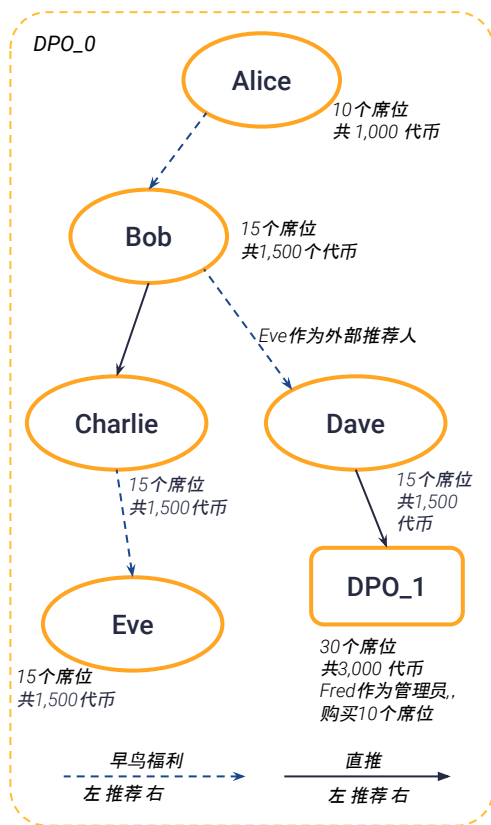 DPO_0
Alice
10个席位
共 1,000 代币
Bob
15个席位
共1,500个代币
Eve作为外部推荐人
Charlie
Dave
15个席位
共1,500代币
15个席位
共1,500
代币
DPO_1
Eve
15个席位
共1,500代币
30个席位
共3,000 代币
Fred作为管理员,,
购买10个席位
早鸟福利
左 推荐 右
直推
左 推荐 右